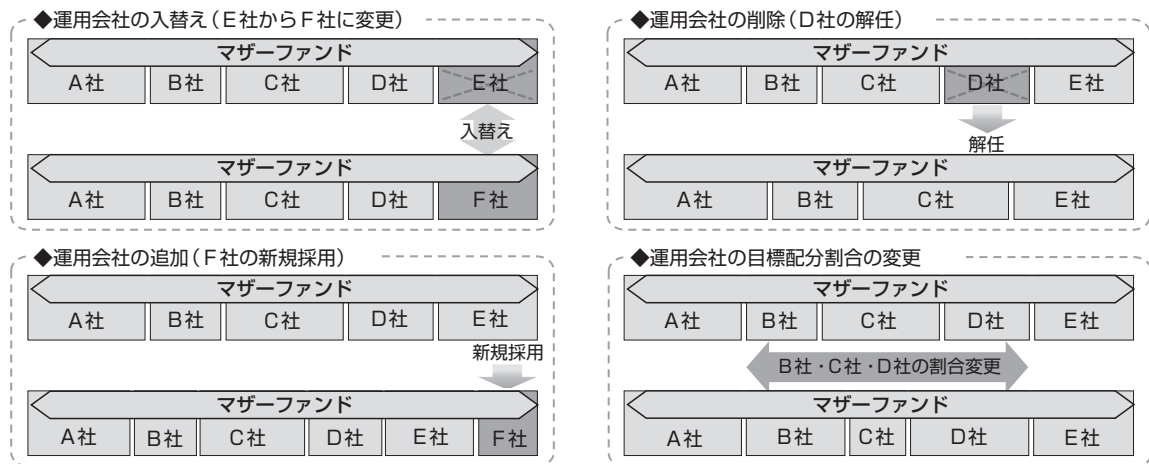 ◆運用会社の入替え(E社からF社に変更)
マザーファンド
A社 B社 C社 D社 E社
入替え
マザーファンド
A社 B社 C社 D社 F社
◆運用会社の削除(D社の解任)
マザーファンド
A社 B社 C社 D社 E社
解任
マザーファンド
A社 B社 C社 E社
◆運用会社の追加(F社の新規採用)
マザーファンド
A社 B社 C社 D社 E社
新規採用
マザーファンド
A社 B社 C社 D社 E社 F社
◆運用会社の目標配分割合の変更
マザーファンド
A社 B社 C社 D社 E社
B社・C社・D社の割合変更
マザーファンド
A社 B社 C社 D社 E社